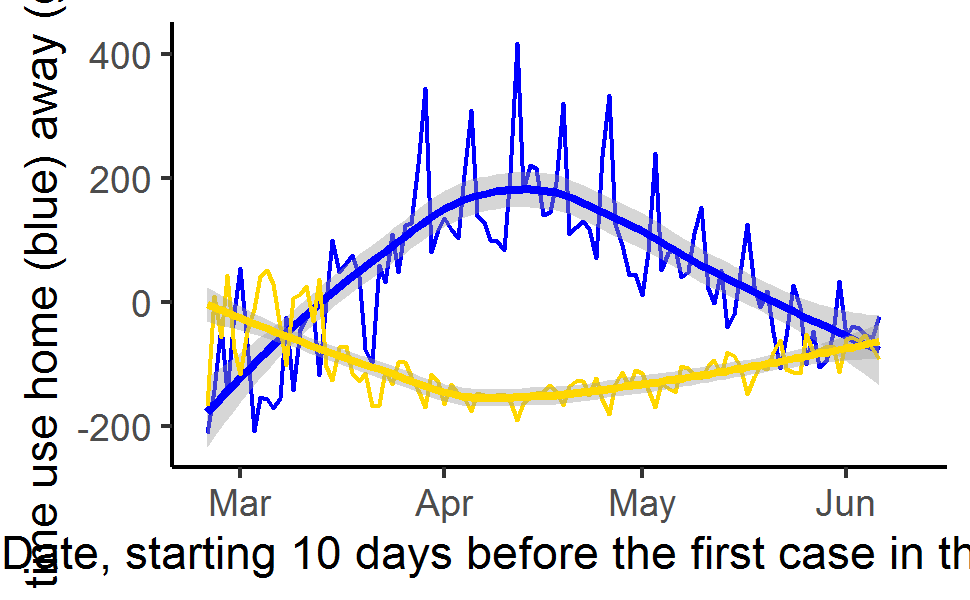 time use home (blue) away (
400
200
0
-200
Mar Apr May Jun
Date, starting 10 days before the first case in th